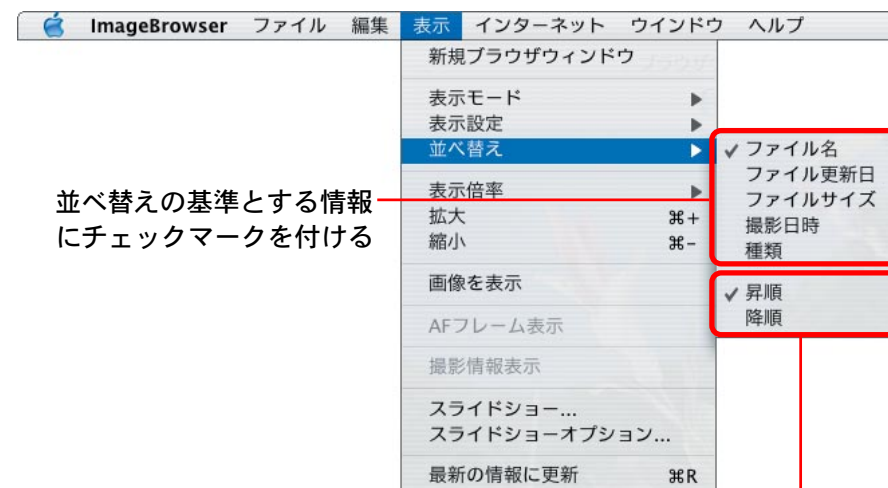 ImageBrowser ファイル 編集 表示 インターネット ウインドウ ヘルプ
新規ブラウザウィンドウ
表示モード
表示設定
並べ替え
表示倍率
拡大 ⌘+
縮小 ⌘-
画像を表示
AFフレーム表示
撮影情報表示
スライドショー...
スライドショーオプション...
最新の情報に更新 ⌘R
✓ ファイル名
ファイル更新日
ファイルサイズ
撮影日時
種類
✓ 昇順
降順
並べ替えの基準とする情報
にチェックマークを付ける